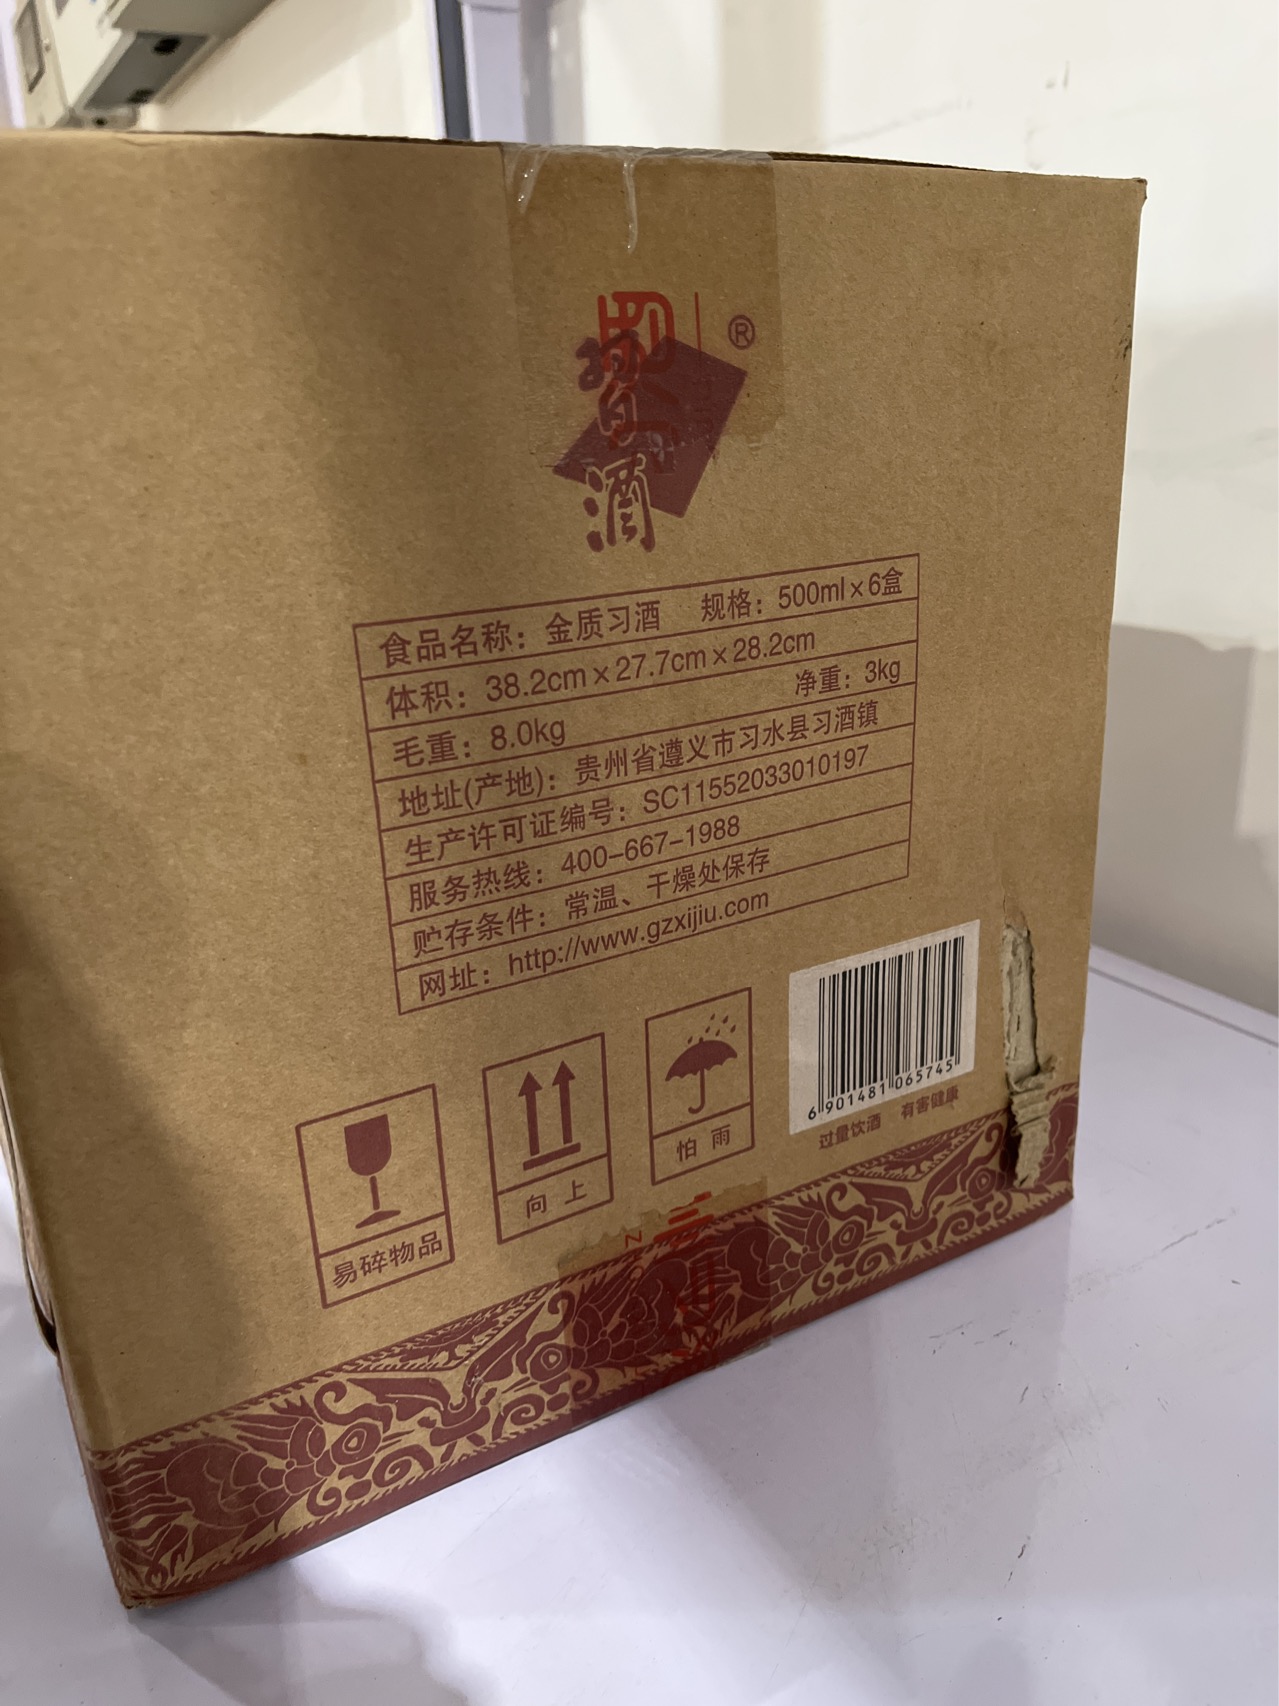 習酒
®
食品名称：金质习酒 规格：500ml×6盒
体积：38.2cm×27.7cm×28.2cm
毛重：8.0kg 净重：3kg
地址(产地)：贵州省遵义市习水县习酒镇
生产许可证编号：SC11552033010197
服务热线：400-667-1988
贮存条件：常温、干燥处保存
网址：http://www.gzxijiu.com
易碎物品
向上
怕雨
6 901481 065745
过量饮酒 有害健康